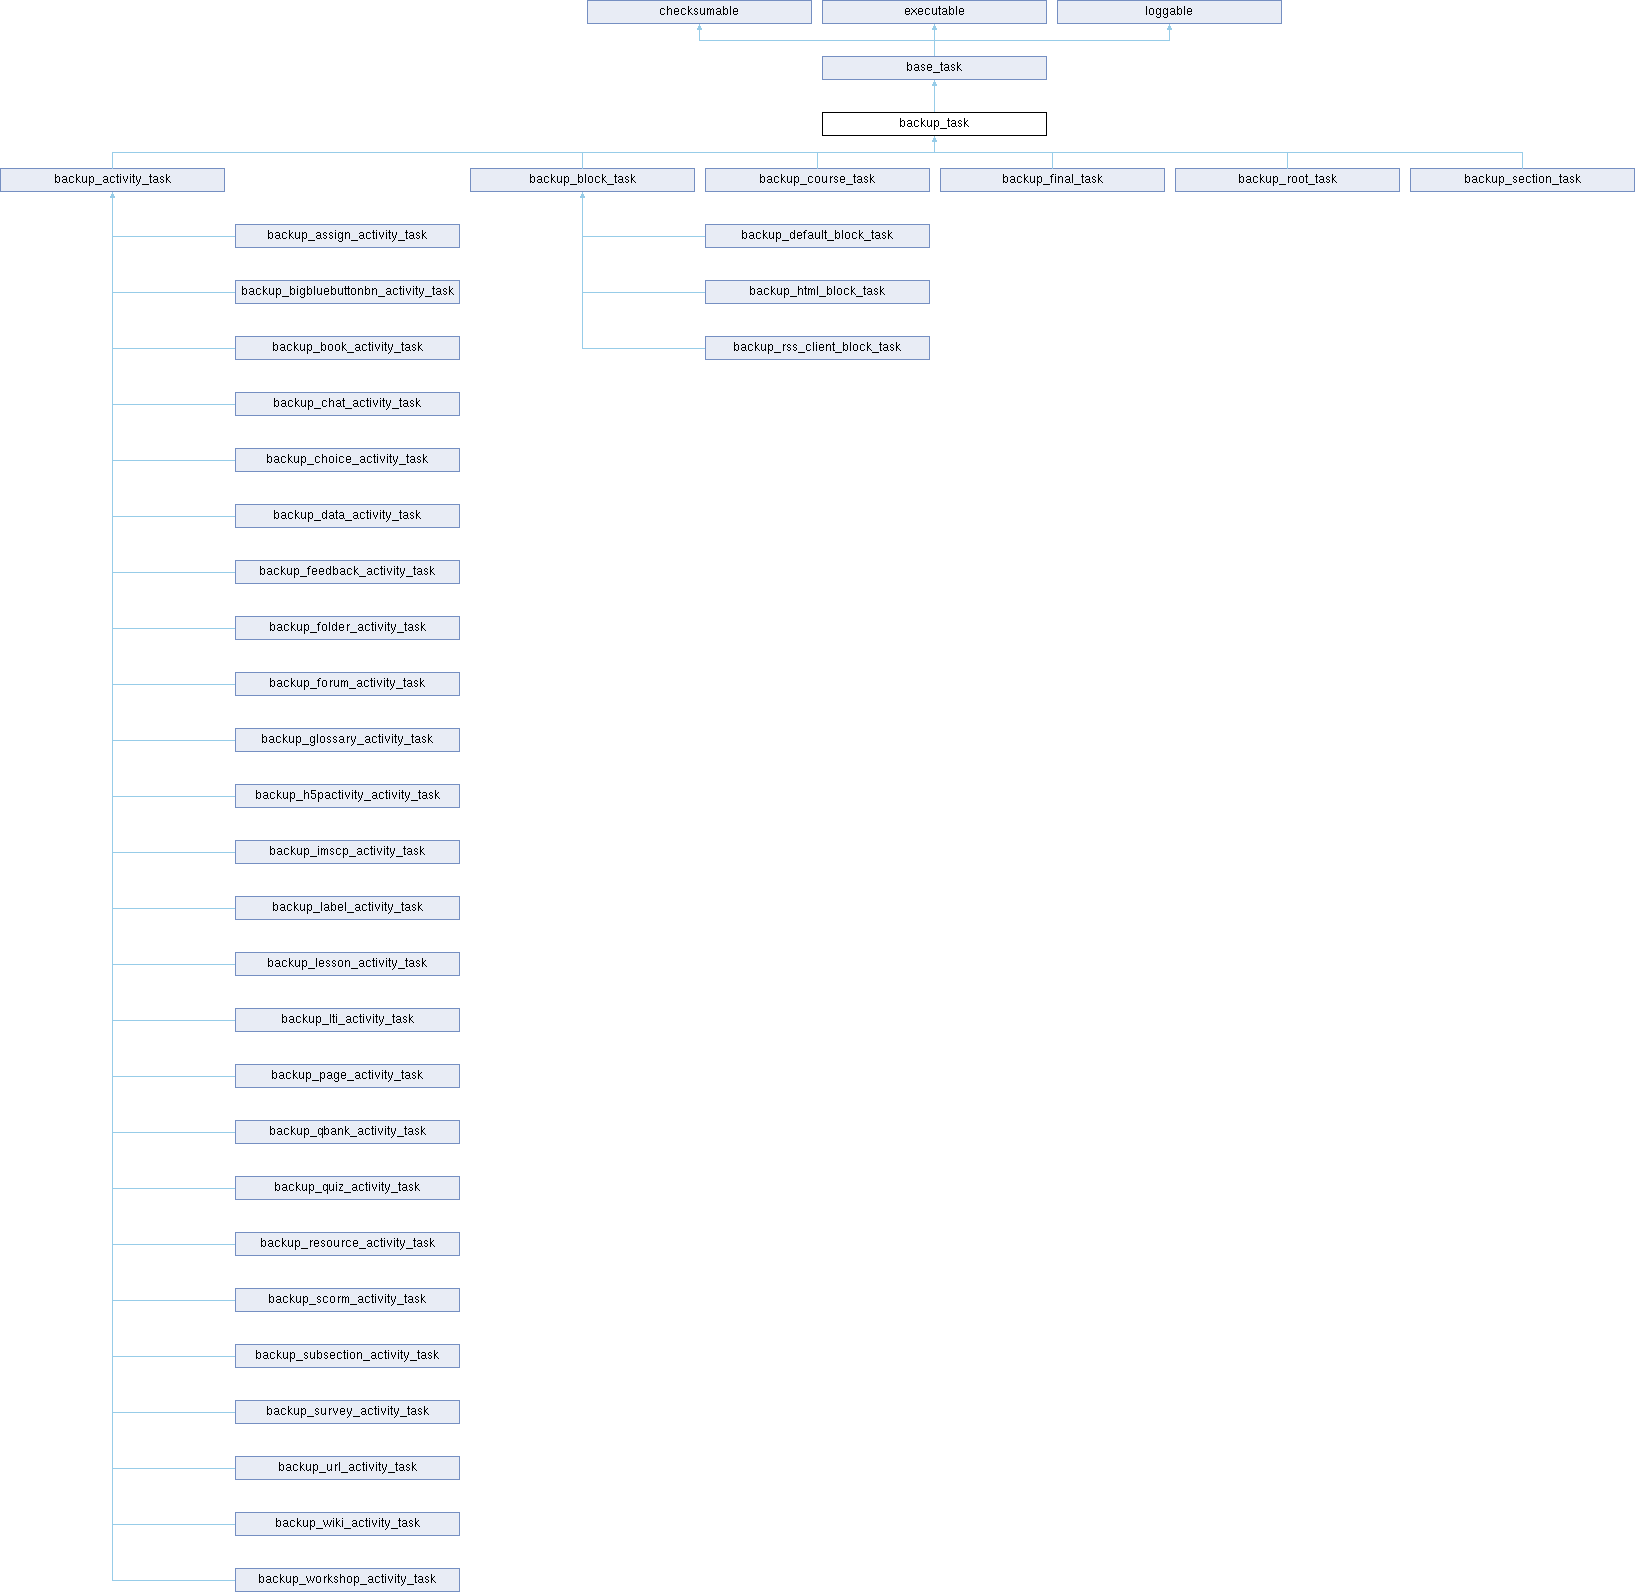 checksumable
executable
loggable
base_task
backup_task
backup_activity_task
backup_block_task
backup_course_task
backup_final_task
backup_root_task
backup_section_task
backup_assign_activity_task
backup_default_block_task
backup_bigbluebuttonbn_activity_task
backup_html_block_task
backup_book_activity_task
backup_rss_client_block_task
backup_chat_activity_task
backup_choice_activity_task
backup_data_activity_task
backup_feedback_activity_task
backup_folder_activity_task
backup_forum_activity_task
backup_glossary_activity_task
backup_h5pactivity_activity_task
backup_imscp_activity_task
backup_label_activity_task
backup_lesson_activity_task
backup_lti_activity_task
backup_page_activity_task
backup_qbank_activity_task
backup_quiz_activity_task
backup_resource_activity_task
backup_scorm_activity_task
backup_subsection_activity_task
backup_survey_activity_task
backup_url_activity_task
backup_wiki_activity_task
backup_workshop_activity_task